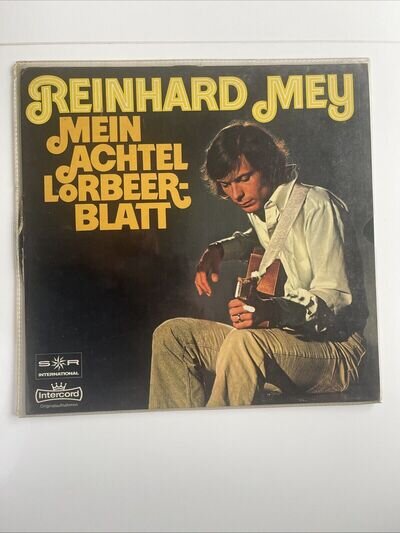 REINHARD MEY
MEIN
ACHTEL
LORBEER-
BLATT
S R
INTERNATIONAL
Intercord